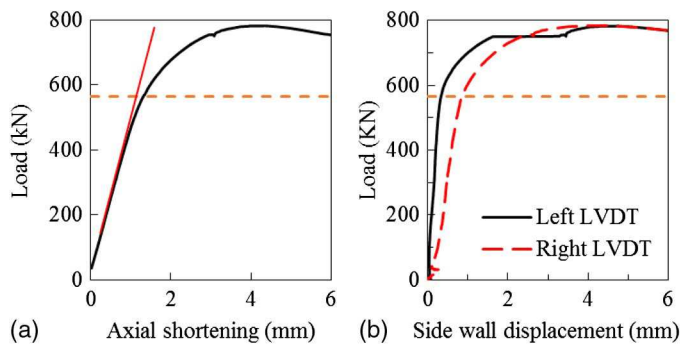 800
600
400
200
0
Load (kN)
0 2 4 6
(a) Axial shortening (mm)
800
600
400
200
0
Load (KN)
Left LVDT
Right LVDT
0 2 4 6
(b) Side wall displacement (mm)